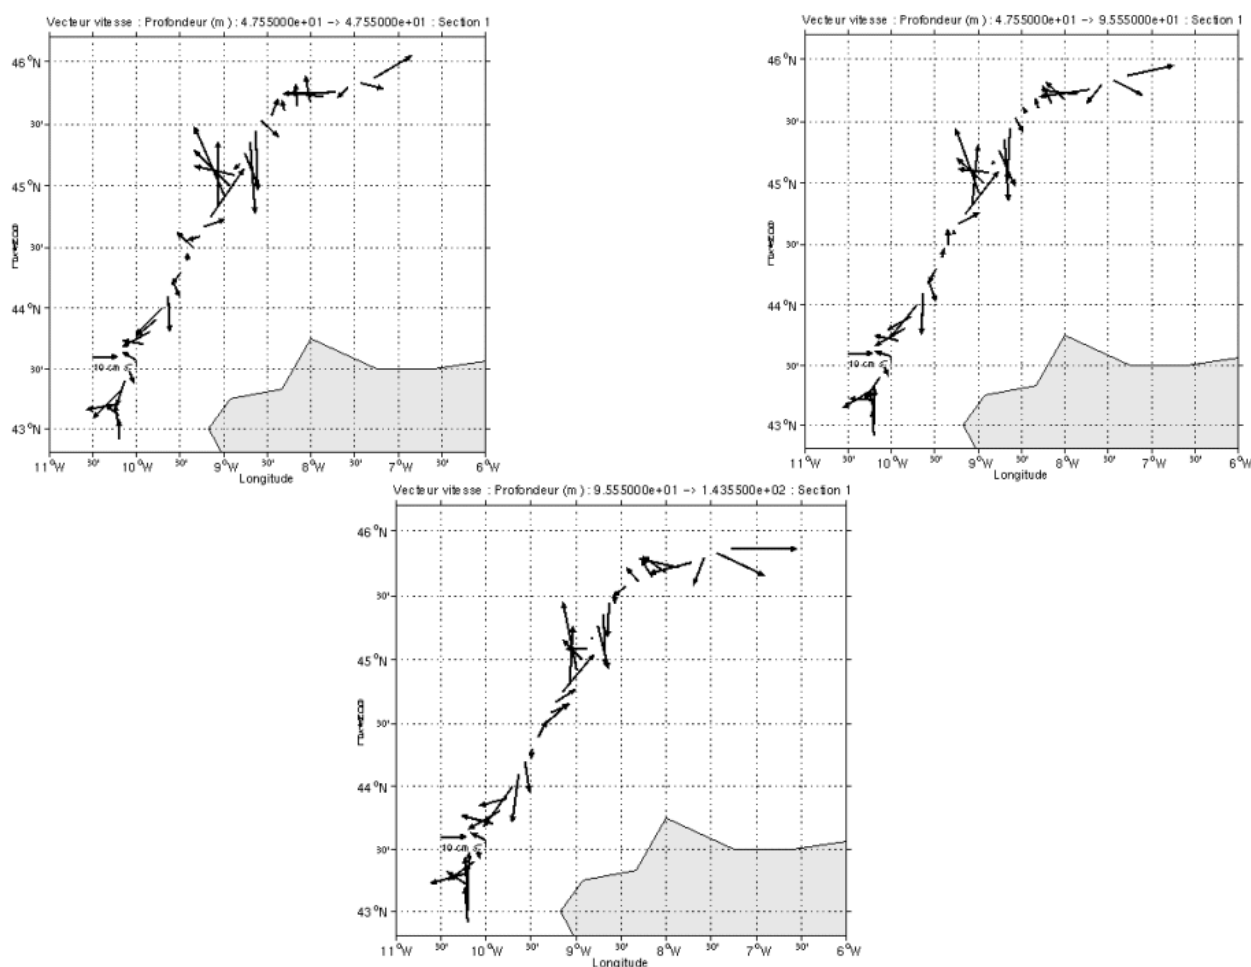 Vecteur vitesse : Profondeur (m) : 4.755000e+01 -> 4.755000e+01 : Section 1
46°N
30'
45°N
30'
44°N
30'
43°N
10 cm s
11°W 30' 10°W 30' 9°W 30' 8°W 30' 7°W 30' 6°W
Longitude
Vecteur vitesse : Profondeur (m) : 4.755000e+01 -> 9.555000e+01 : Section 1
46°N
30'
45°N
30'
44°N
30'
43°N
10 cm s
11°W 30' 10°W 30' 9°W 30' 8°W 30' 7°W 30' 6°W
Longitude
Vecteur vitesse : Profondeur (m) : 9.555000e+01 -> 1.435500e+02 : Section 1
46°N
30'
45°N
30'
44°N
30'
43°N
10 cm s
11°W 30' 10°W 30' 9°W 30' 8°W 30' 7°W 30' 6°W
Longitude